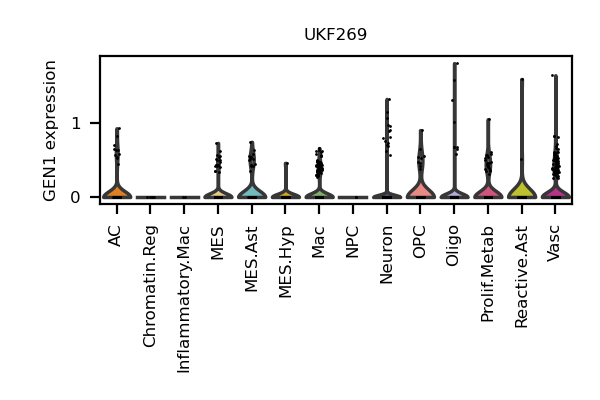 UKF269
GEN1 expression
1
0
AC
Chromatin.Reg
Inflammatory.Mac
MES
MES.Ast
MES.Hyp
Mac
NPC
Neuron
OPC
Oligo
Prolif.Metab
Reactive.Ast
Vasc